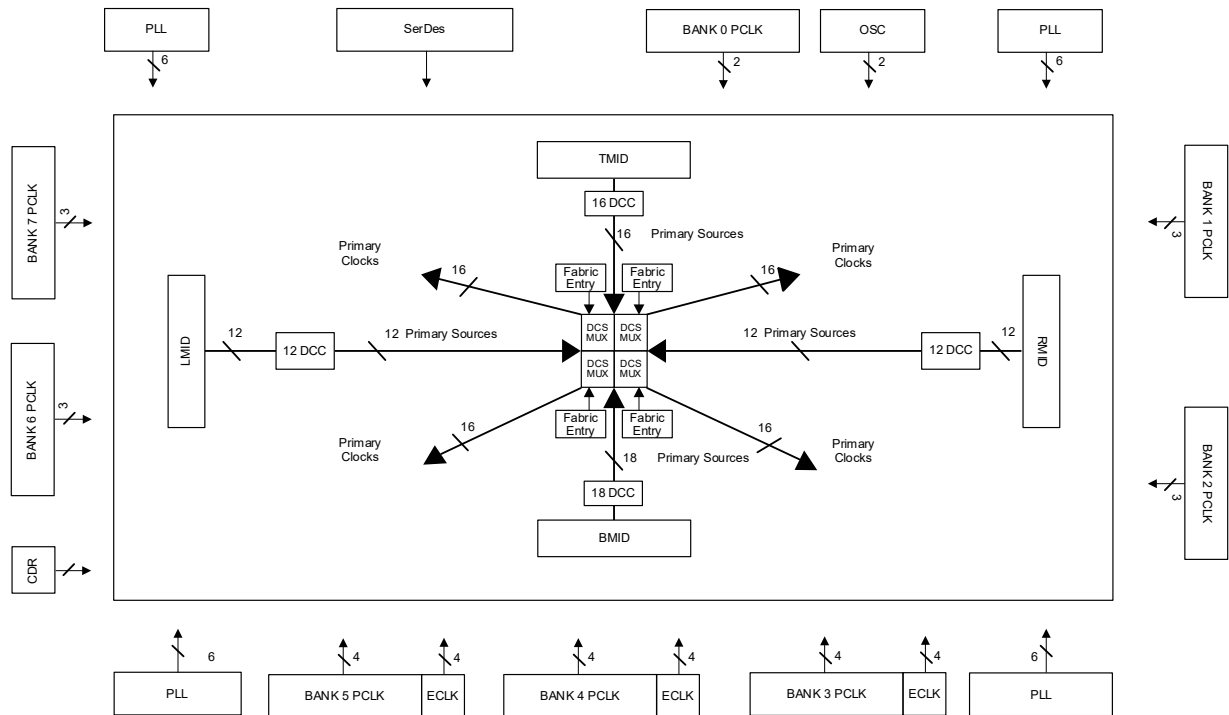 PLL
SerDes
BANK 0 PCLK
OSC
PLL
6
2
2
6
TMID
16 DCC
16
Primary Sources
BANK 7 PCLK
3
BANK 1 PCLK
3
Primary
Clocks
16
Fabric
Entry
Fabric
Entry
16
Primary
Clocks
LMID
12
12 DCC
12 Primary Sources
DCS
MUX
DCS
MUX
DCS
MUX
DCS
MUX
12 Primary Sources
12 DCC
12
RMID
BANK 6 PCLK
3
BANK 2 PCLK
3
Primary
Clocks
16
Fabric
Entry
Fabric
Entry
16
Primary
Clocks
18
Primary Sources
18 DCC
BMID
CDR
6
4
4
4
4
4
4
6
PLL
BANK 5 PCLK
ECLK
BANK 4 PCLK
ECLK
BANK 3 PCLK
ECLK
PLL